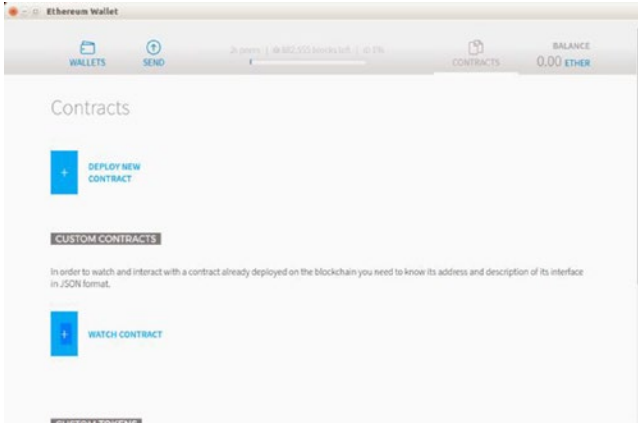 Ethereum Wallet
WALLETS
SEND
CONTRACTS
BALANCE
0.00 ETHER
Contracts
DEPLOY NEW
CONTRACT
CUSTOM CONTRACTS
In order to watch and interact with a contract already deployed on the blockchain you need to know its address and description of its interface
in JSON format.
WATCH CONTRACT
CUSTOM TOKENS